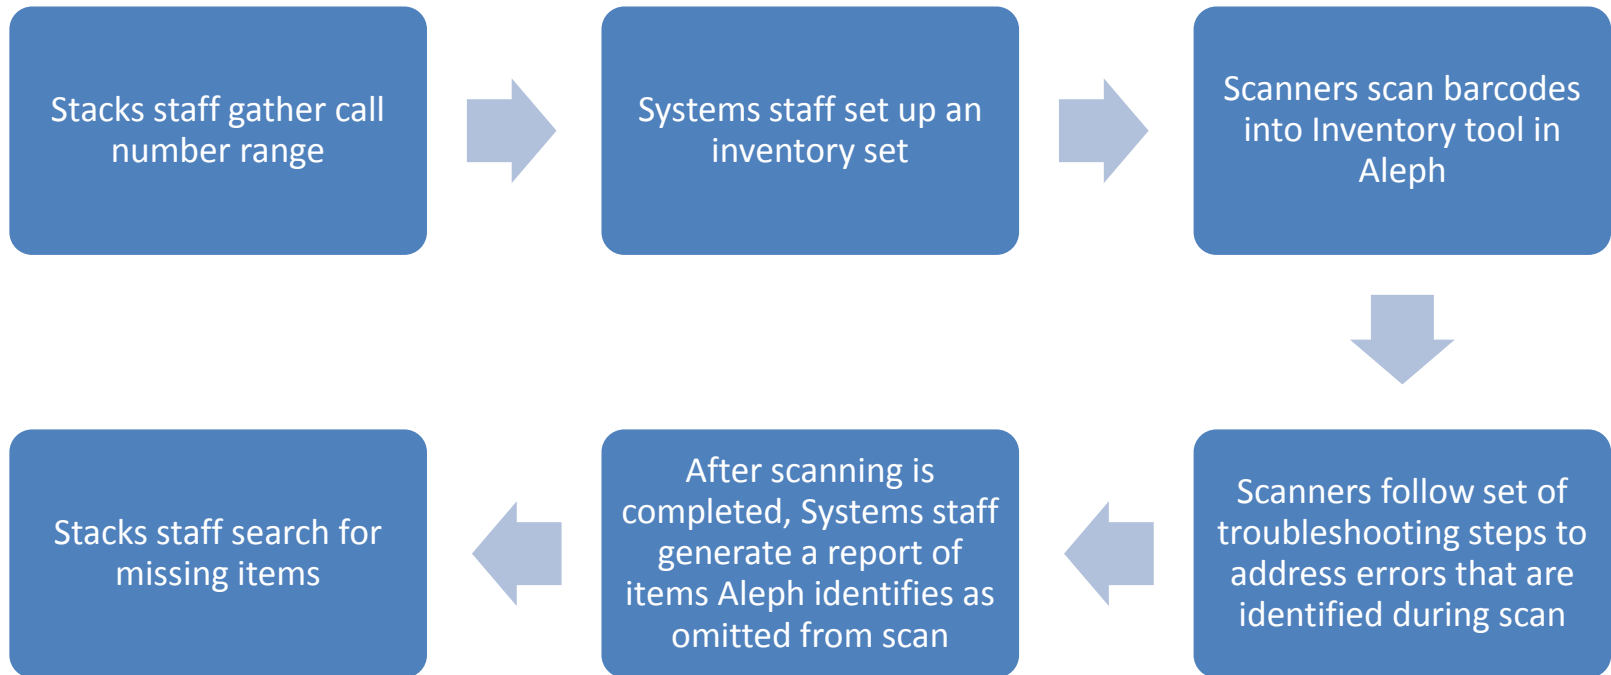 Stacks staff gather call
number range
Systems staff set up an
inventory set
Scanners scan barcodes
into Inventory tool in
Aleph
Scanners follow set of
troubleshooting steps to
address errors that are
identified during scan
After scanning is
completed, Systems staff
generate a report of
items Aleph identifies as
omitted from scan
Stacks staff search for
missing items